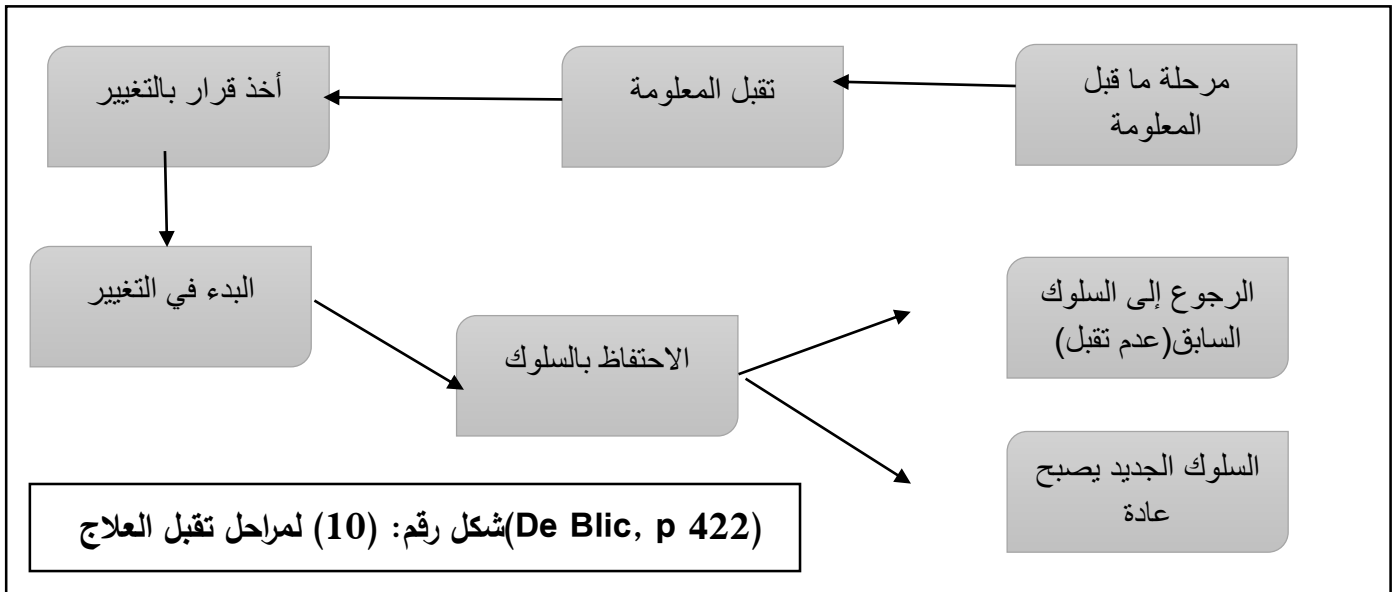 مرحلة ما قبل
المعلومة
تقبل المعلومة
أخذ قرار بالتغيير
البدء في التغيير
الاحتفاظ بالسلوك
الرجوع إلى السلوك
السابق(عدم تقبل)
السلوك الجديد يصبح
عادة
شكل رقم: (10) لمراحل تقبل العلاج(De Blic, p 422)